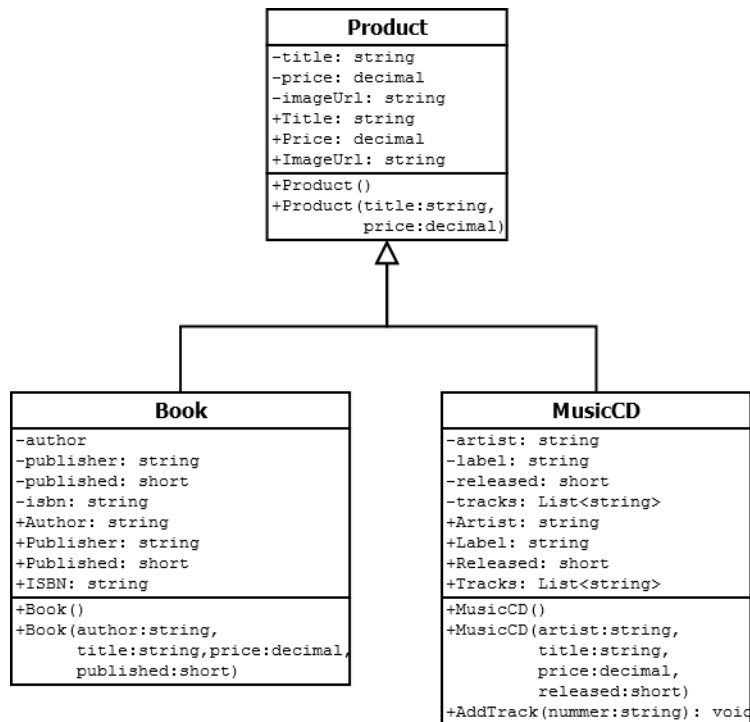 Product
-title: string
-price: decimal
-imageUrl: string
+Title: string
+Price: decimal
+ImageUrl: string
+Product()
+Product(title:string,
price:decimal)
Book
-author
-publisher: string
-published: short
-isbn: string
+Author: string
+Publisher: string
+Published: short
+ISBN: string
+Book()
+Book(author:string,
title:string,price:decimal,
published:short)
MusicCD
-artist: string
-label: string
-released: short
-tracks: List<string>
+Artist: string
+Label: string
+Released: short
+Tracks: List<string>
+MusicCD()
+MusicCD(artist:string,
title:string,
price:decimal,
released:short)
+AddTrack(nummer:string): void